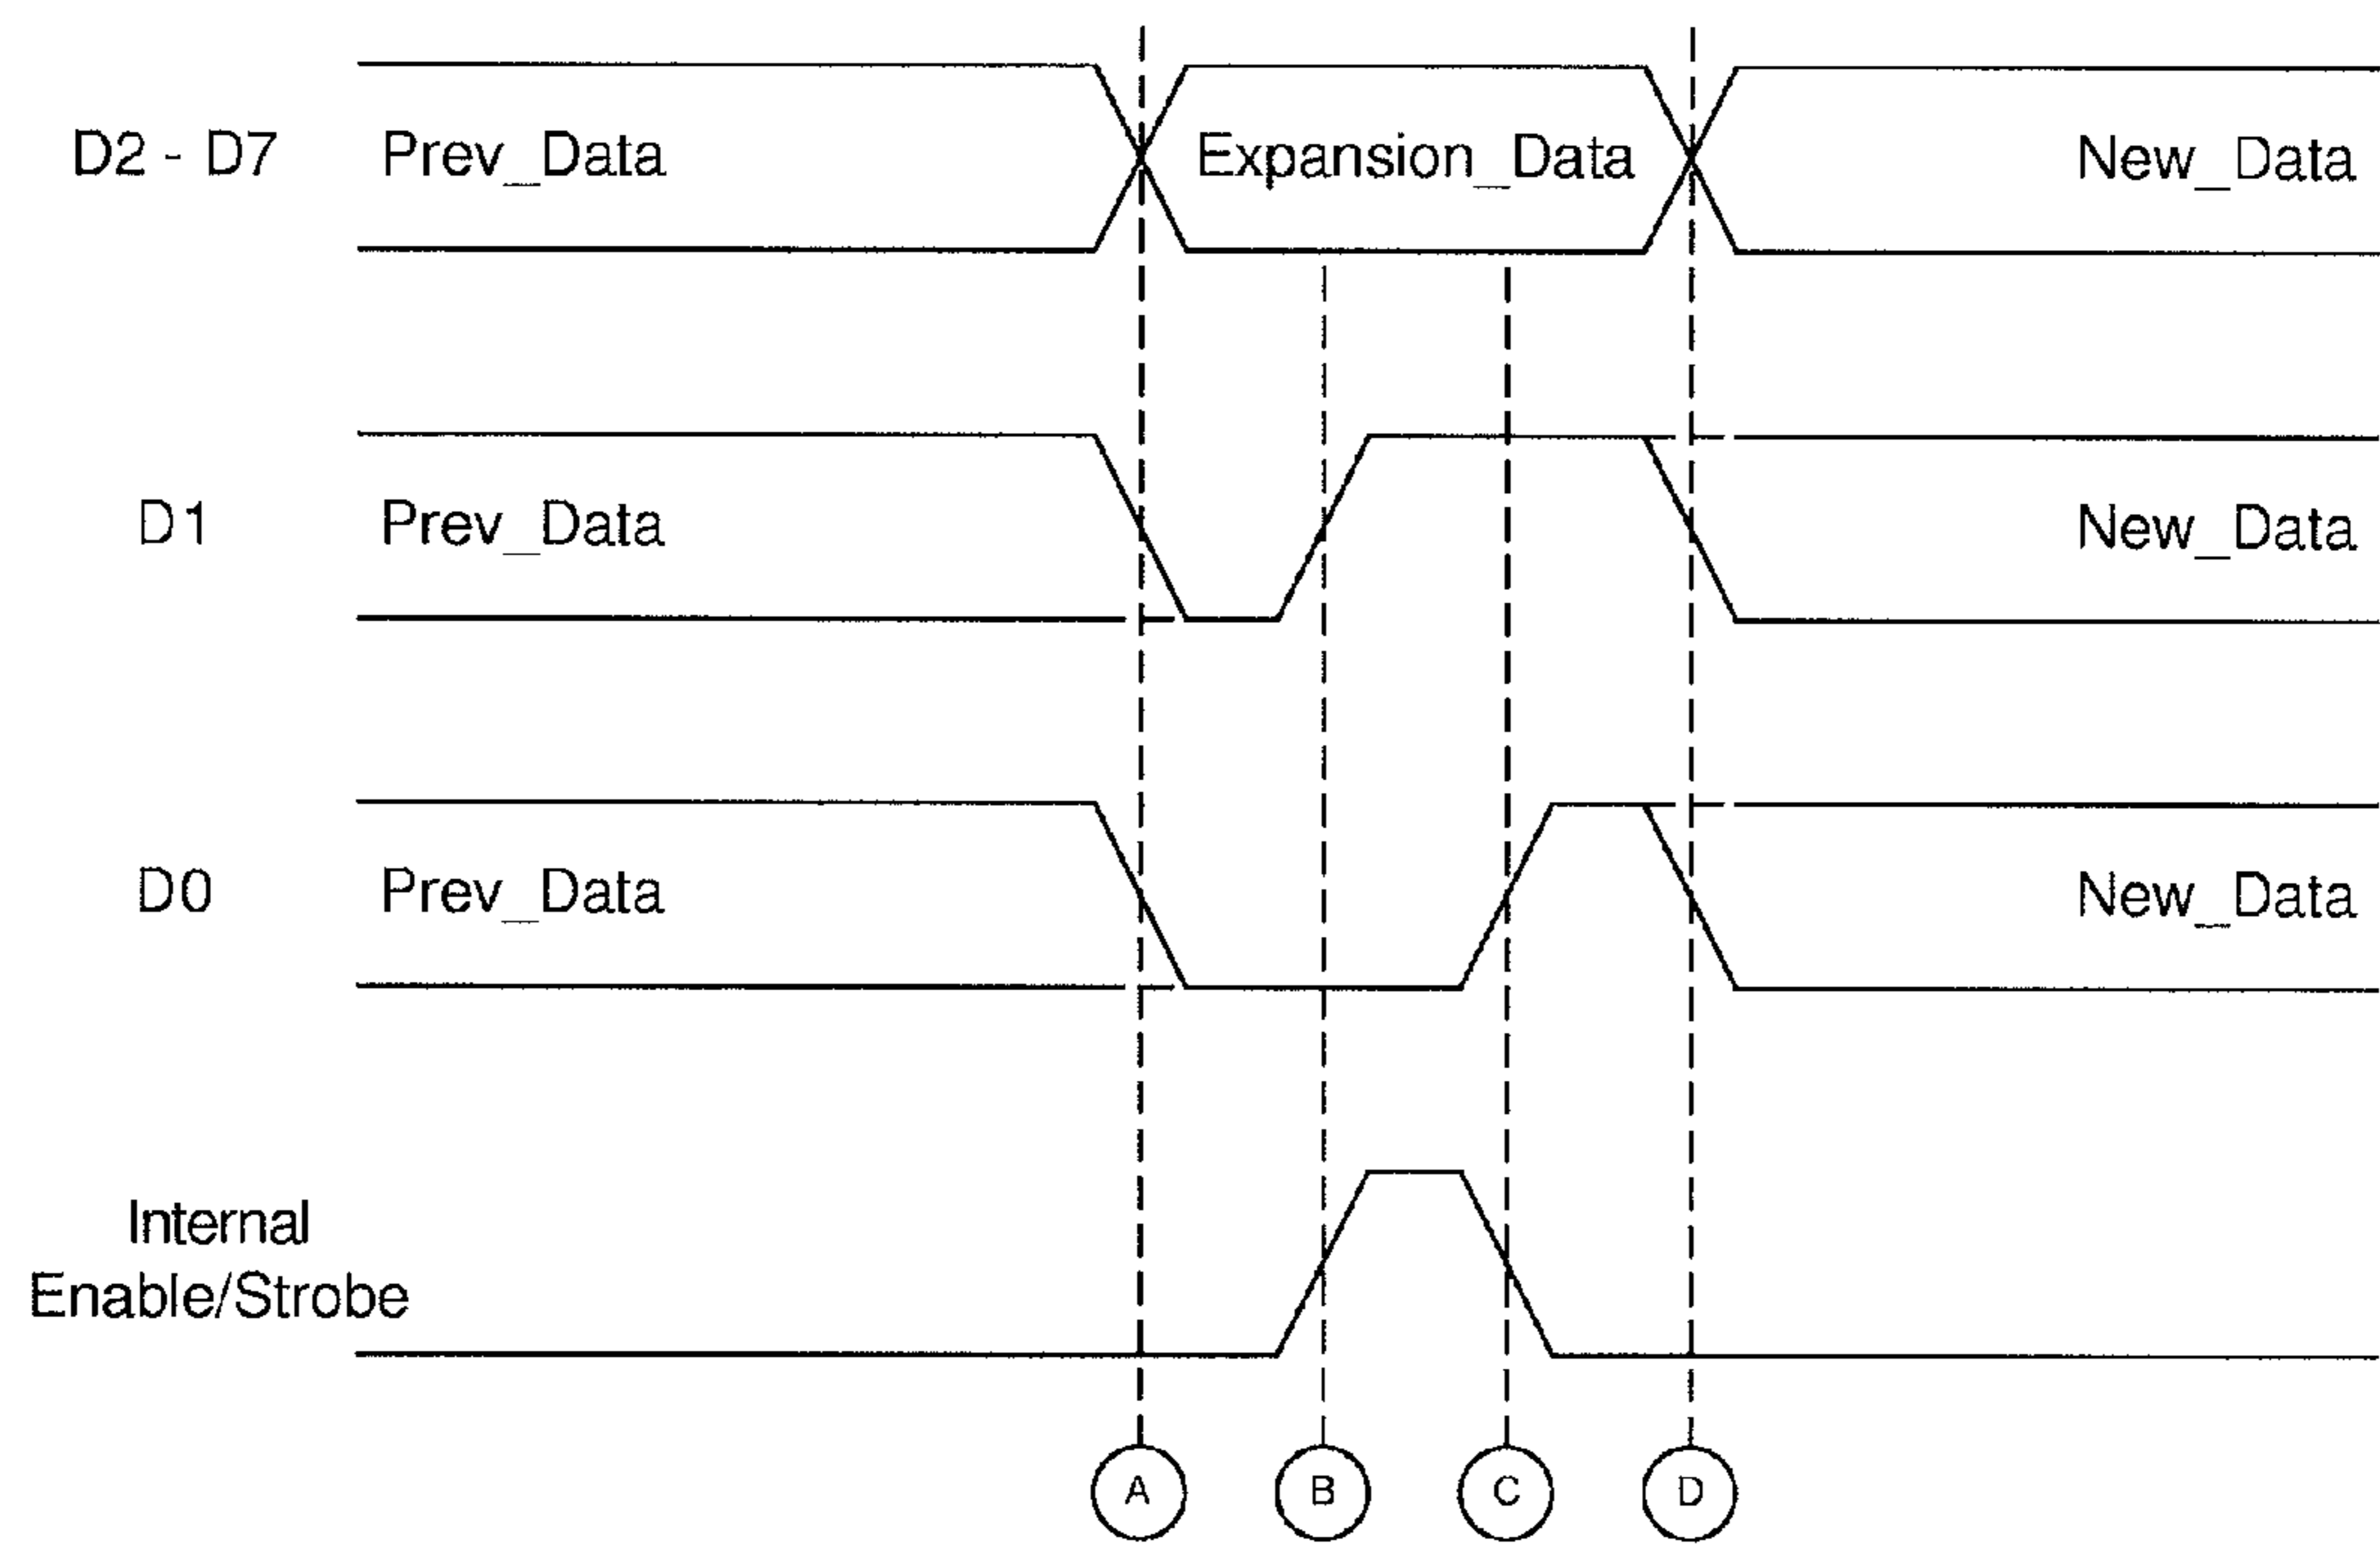 D2 - D7 Prev_Data Expansion_Data New_Data
D1 Prev_Data New_Data
D0 Prev_Data New_Data
Internal
Enable/Strobe
A B C D